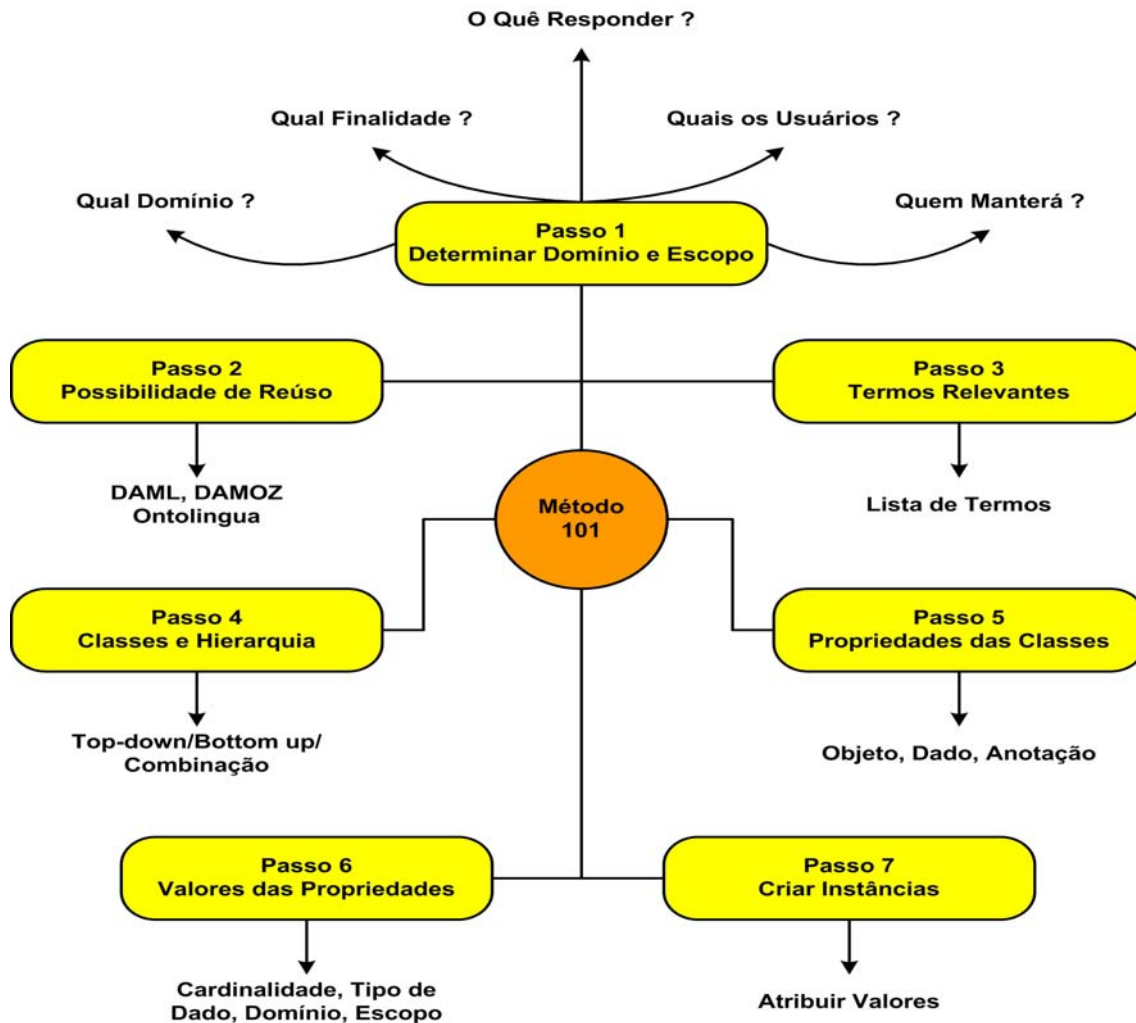 O Quê Responder ?
Qual Finalidade ?
Quais os Usuários ?
Qual Domínio ?
Quem Manterá ?
Passo 1
Determinar Domínio e Escopo
Passo 2
Possibilidade de Reúso
Passo 3
Termos Relevantes
DAML, DAMOZ
Ontolingua
Método
101
Lista de Termos
Passo 4
Classes e Hierarquia
Passo 5
Propriedades das Classes
Top-down/Bottom up/
Combinação
Objeto, Dado, Anotação
Passo 6
Valores das Propriedades
Passo 7
Criar Instâncias
Cardinalidade, Tipo de
Dado, Domínio, Escopo
Atribuir Valores